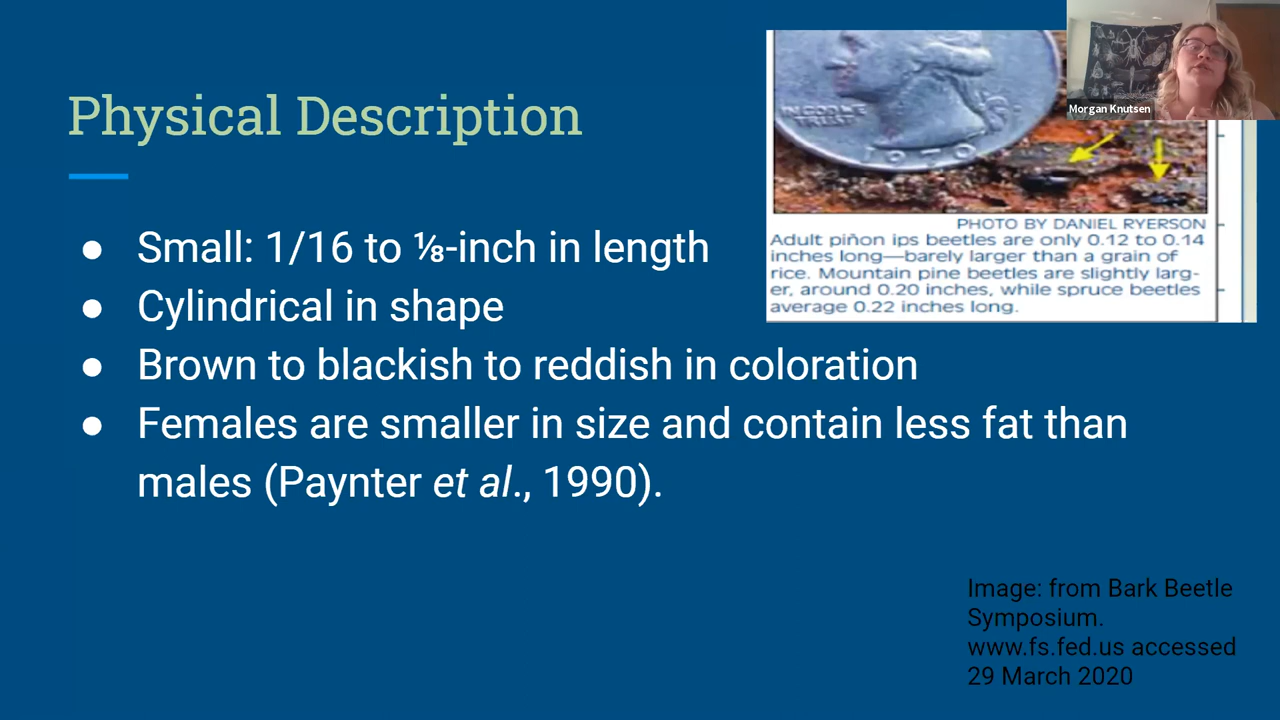 Physical Description
● Small: 1/16 to ⅛-inch in length
● Cylindrical in shape
● Brown to blackish to reddish in coloration
● Females are smaller in size and contain less fat than
males (Paynter et al., 1990).
IN GOD WE
TRUST
1970
PHOTO BY DANIEL RYERSON
Adult piñon ips beetles are only 0.12 to 0.14
inches long—barely larger than a grain of
rice. Mountain pine beetles are slightly larg-
er, around 0.20 inches, while spruce beetles
average 0.22 inches long.
Morgan Knutsen
Image: from Bark Beetle
Symposium.
www.fs.fed.us accessed
29 March 2020